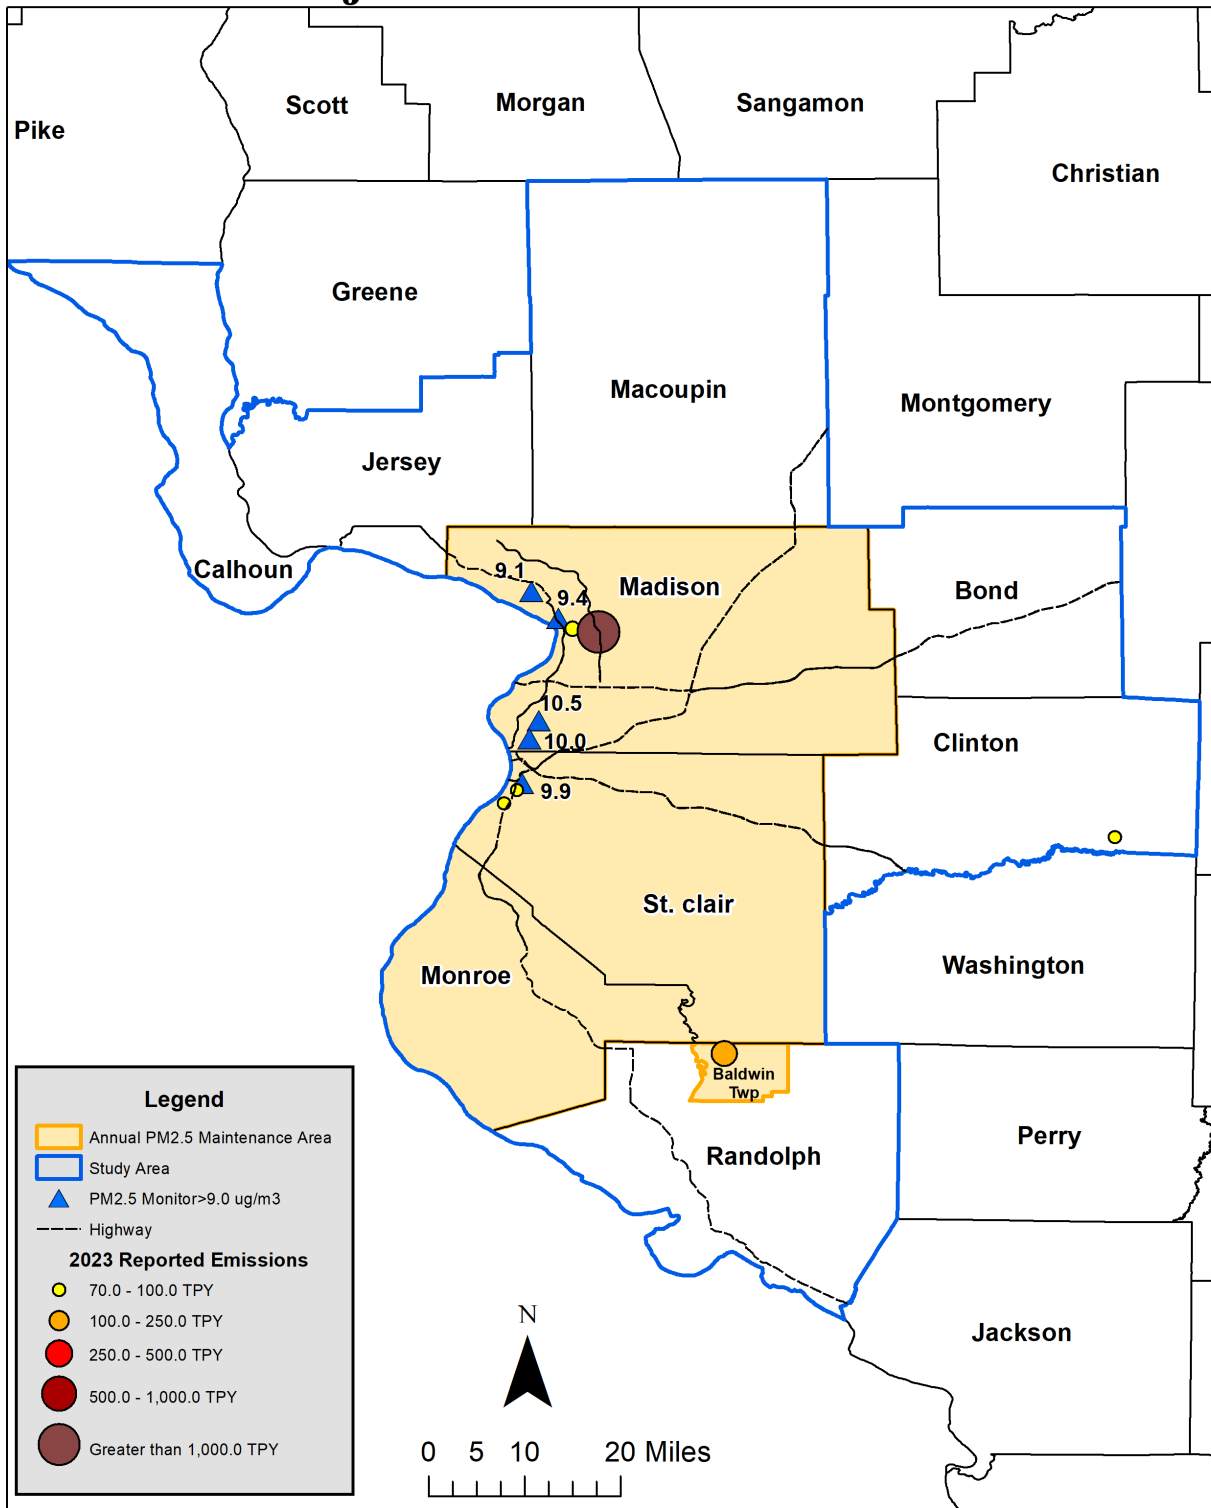 Scott
Morgan
Sangamon
Pike
Christian
Greene
Macoupin
Montgomery
Jersey
Calhoun
9.1
Madison
Bond
9.4
10.5
10.0
Clinton
9.9
St. clair
Monroe
Washington
Baldwin
Twp
Randolph
Perry
Jackson
Legend
Annual PM2.5 Maintenance Area
Study Area
PM2.5 Monitor>9.0 ug/m3
Highway
2023 Reported Emissions
70.0 - 100.0 TPY
100.0 - 250.0 TPY
250.0 - 500.0 TPY
500.0 - 1,000.0 TPY
Greater than 1,000.0 TPY
N
0 5 10 20 Miles